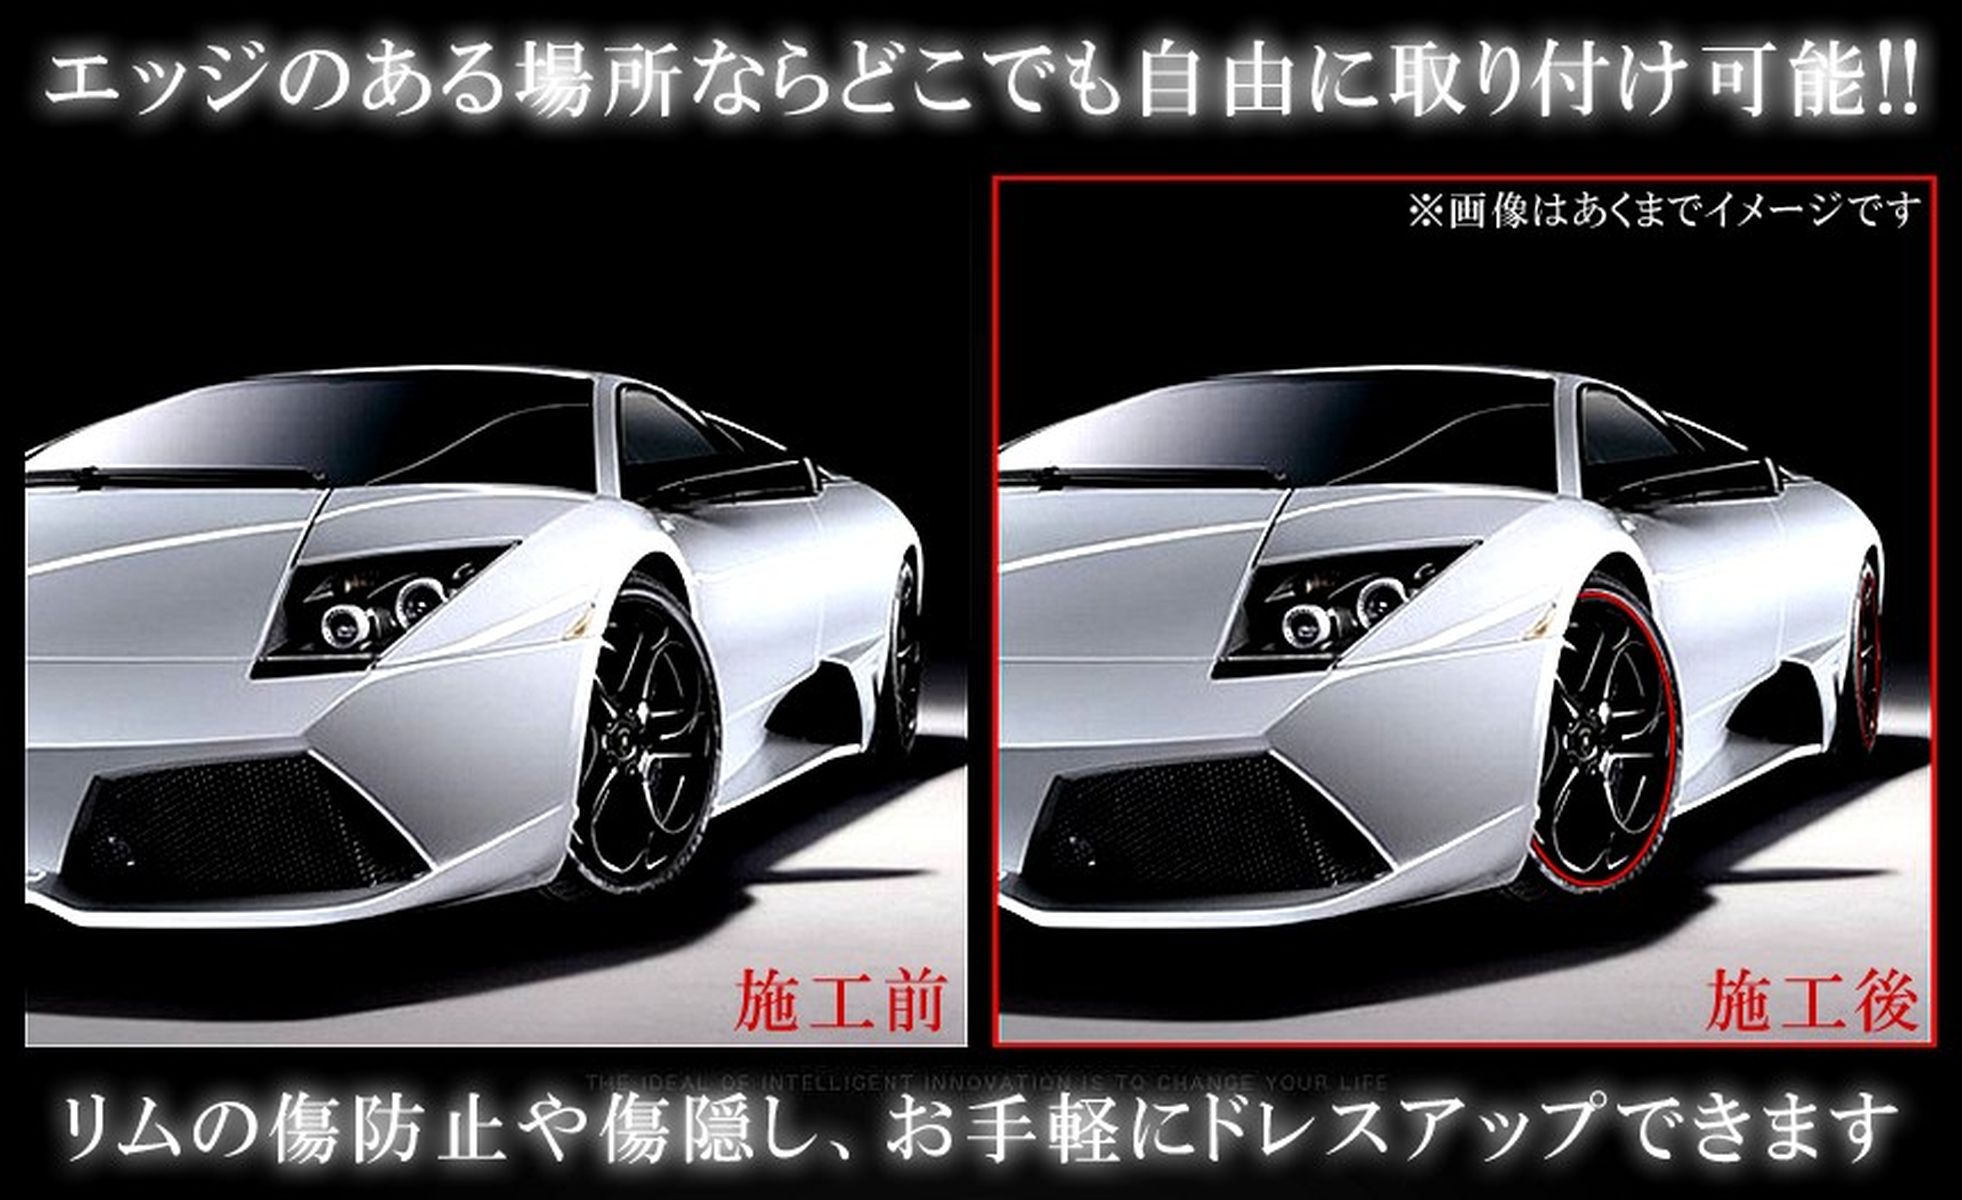 エッジのある場所ならどこでも自由に取り付け可能!!
※画像はあくまでイメージです
施工前
施工後
THE IDEAL OF INTELLIGENT INNOVATION IS TO CHANGE YOUR LIFE
リムの傷防止や傷隠し、お手軽にドレスアップできます